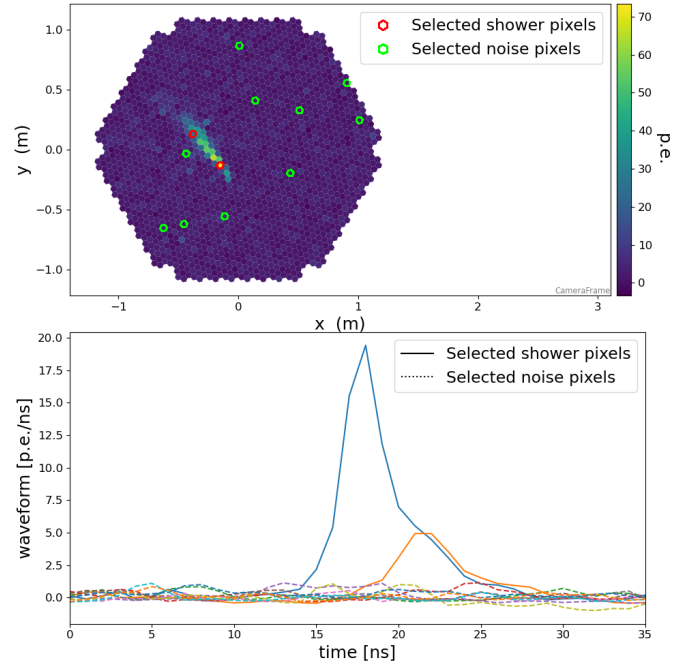 Selected shower pixels
Selected noise pixels
1.0
0.5
0.0
−0.5
−1.0
y (m)
−1 0 1 2 3
x (m)
CameraFrame
70
60
50
40
30
20
10
0
p.e.
20.0
17.5
15.0
12.5
10.0
7.5
5.0
2.5
0.0
waveform [p.e./ns]
Selected shower pixels
Selected noise pixels
0 5 10 15 20 25 30 35
time [ns]